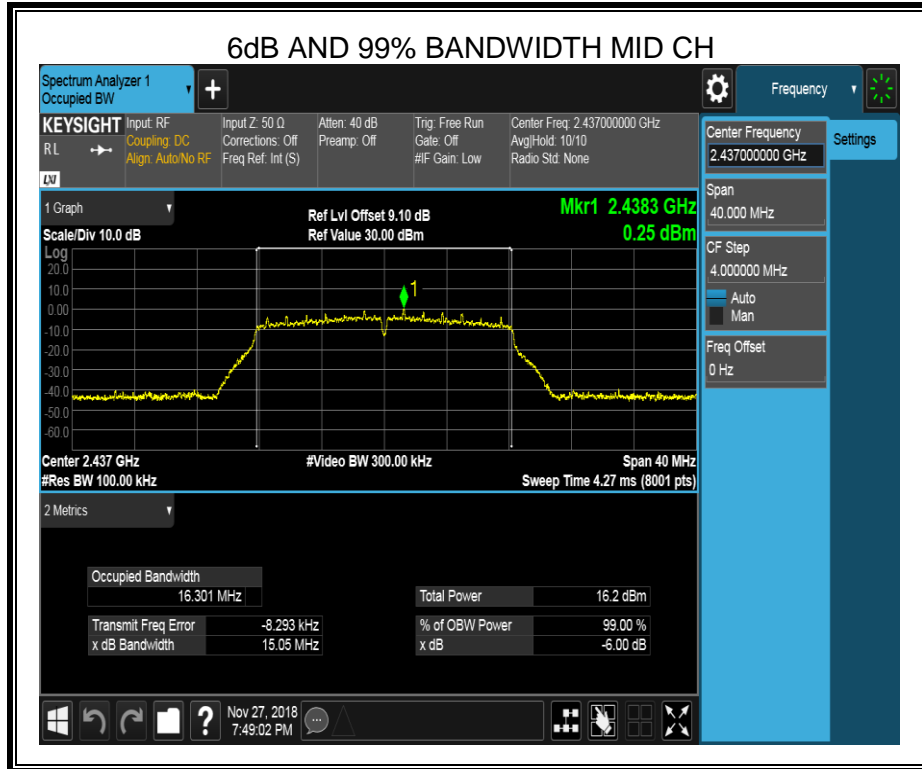 6dB AND 99% BANDWIDTH MID CH
Spectrum Analyzer 1
Occupied BW
+
Frequency
KEYSIGHT
RL
LXI
Input: RF
Coupling: DC
Align: Auto/No RF
Input Z: 50 Ω
Corrections: Off
Freq Ref: Int (S)
Atten: 40 dB
Preamp: Off
Trig: Free Run
Gate: Off
#IF Gain: Low
Center Freq: 2.437000000 GHz
Avg|Hold: 10/10
Radio Std: None
Center Frequency
2.437000000 GHz
Settings
Span
40.000 MHz
CF Step
4.000000 MHz
Auto
Man
Freq Offset
0 Hz
1 Graph
Scale/Div 10.0 dB
Ref Lvl Offset 9.10 dB
Ref Value 30.00 dBm
Mkr1 2.4383 GHz
0.25 dBm
Log
20.0
10.0
0.00
-10.0
-20.0
-30.0
-40.0
-50.0
-60.0
1
Center 2.437 GHz
#Video BW 300.00 kHz
Span 40 MHz
#Res BW 100.00 kHz
Sweep Time 4.27 ms (8001 pts)
2 Metrics
Occupied Bandwidth
16.301 MHz
Total Power 16.2 dBm
Transmit Freq Error -8.293 kHz
% of OBW Power 99.00 %
x dB Bandwidth 15.05 MHz
x dB -6.00 dB
?
Nov 27, 2018
7:49:02 PM